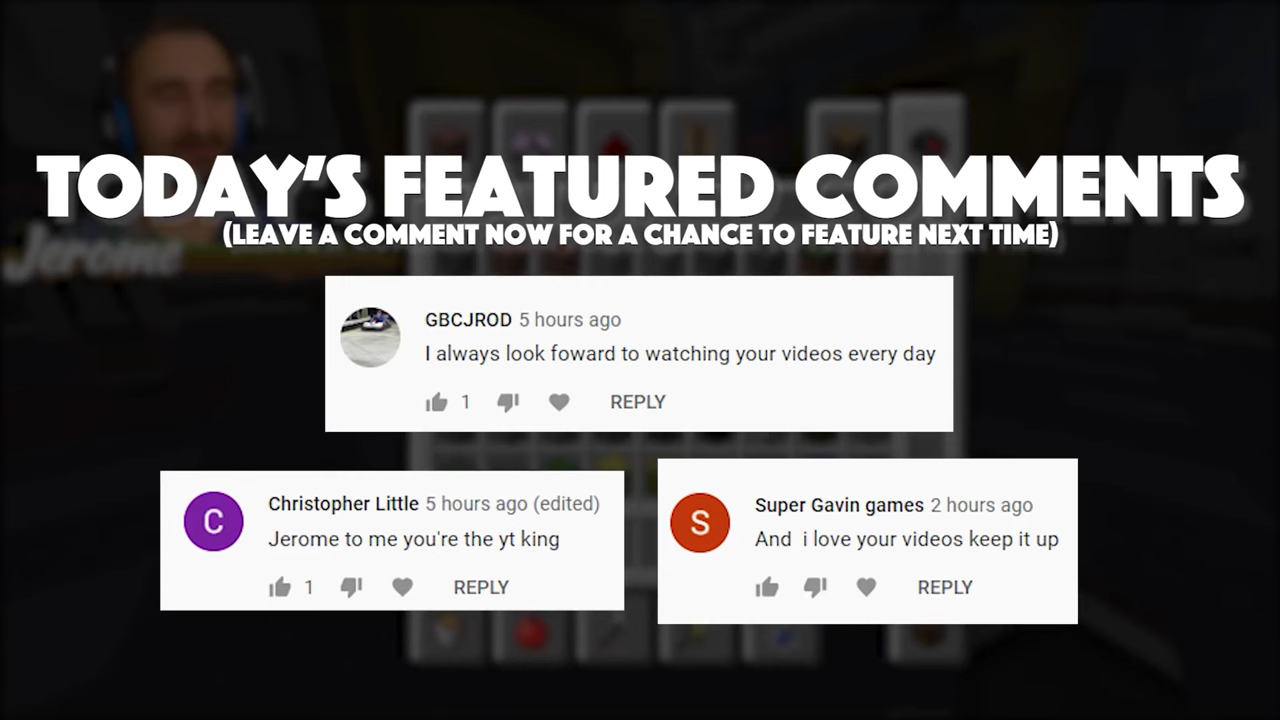 TODAY'S FEATURED COMMENTS
(LEAVE A COMMENT NOW FOR A CHANCE TO FEATURE NEXT TIME)
Jerome
GBCJROD 5 hours ago
I always look foward to watching your videos every day
1 REPLY
C
Christopher Little 5 hours ago (edited)
Jerome to me you're the yt king
1 REPLY
S
Super Gavin games 2 hours ago
And i love your videos keep it up
REPLY